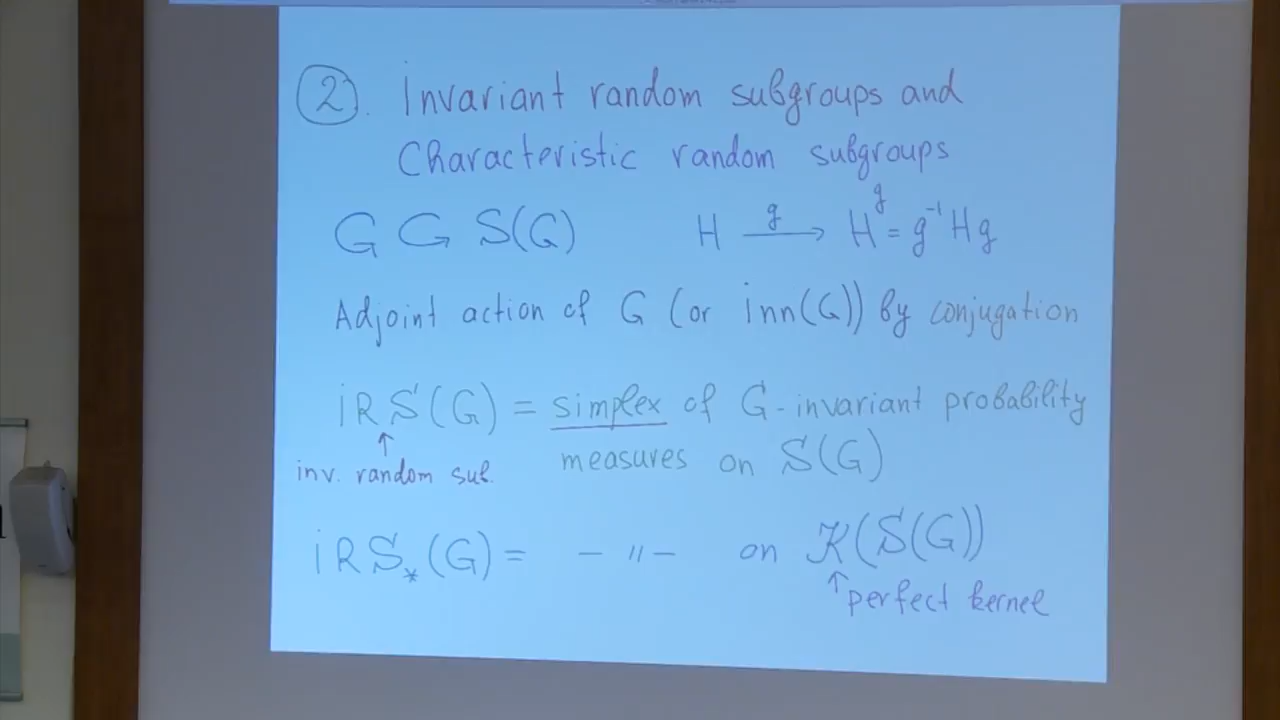 ②. Invariant random subgroups and
Characteristic random subgroups
G G S(G) H —g→ H^g = g⁻¹Hg
Adjoint action of G (or inn(G)) by conjugation
iRS(G) = simplex of G-invariant probability
↑ measures on S(G)
inv. random sub.
iRS_*(G) = — 〃 — on 𝒦(S(G))
↑ perfect kernel